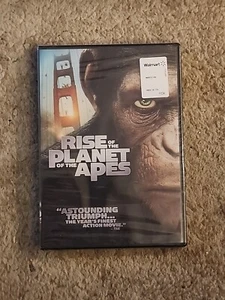 Walmart
RISE OF THE
PLANET
OF THE APES
"ASTOUNDING
TRIUMPH...
THE YEAR'S FINEST
ACTION MOVIE."